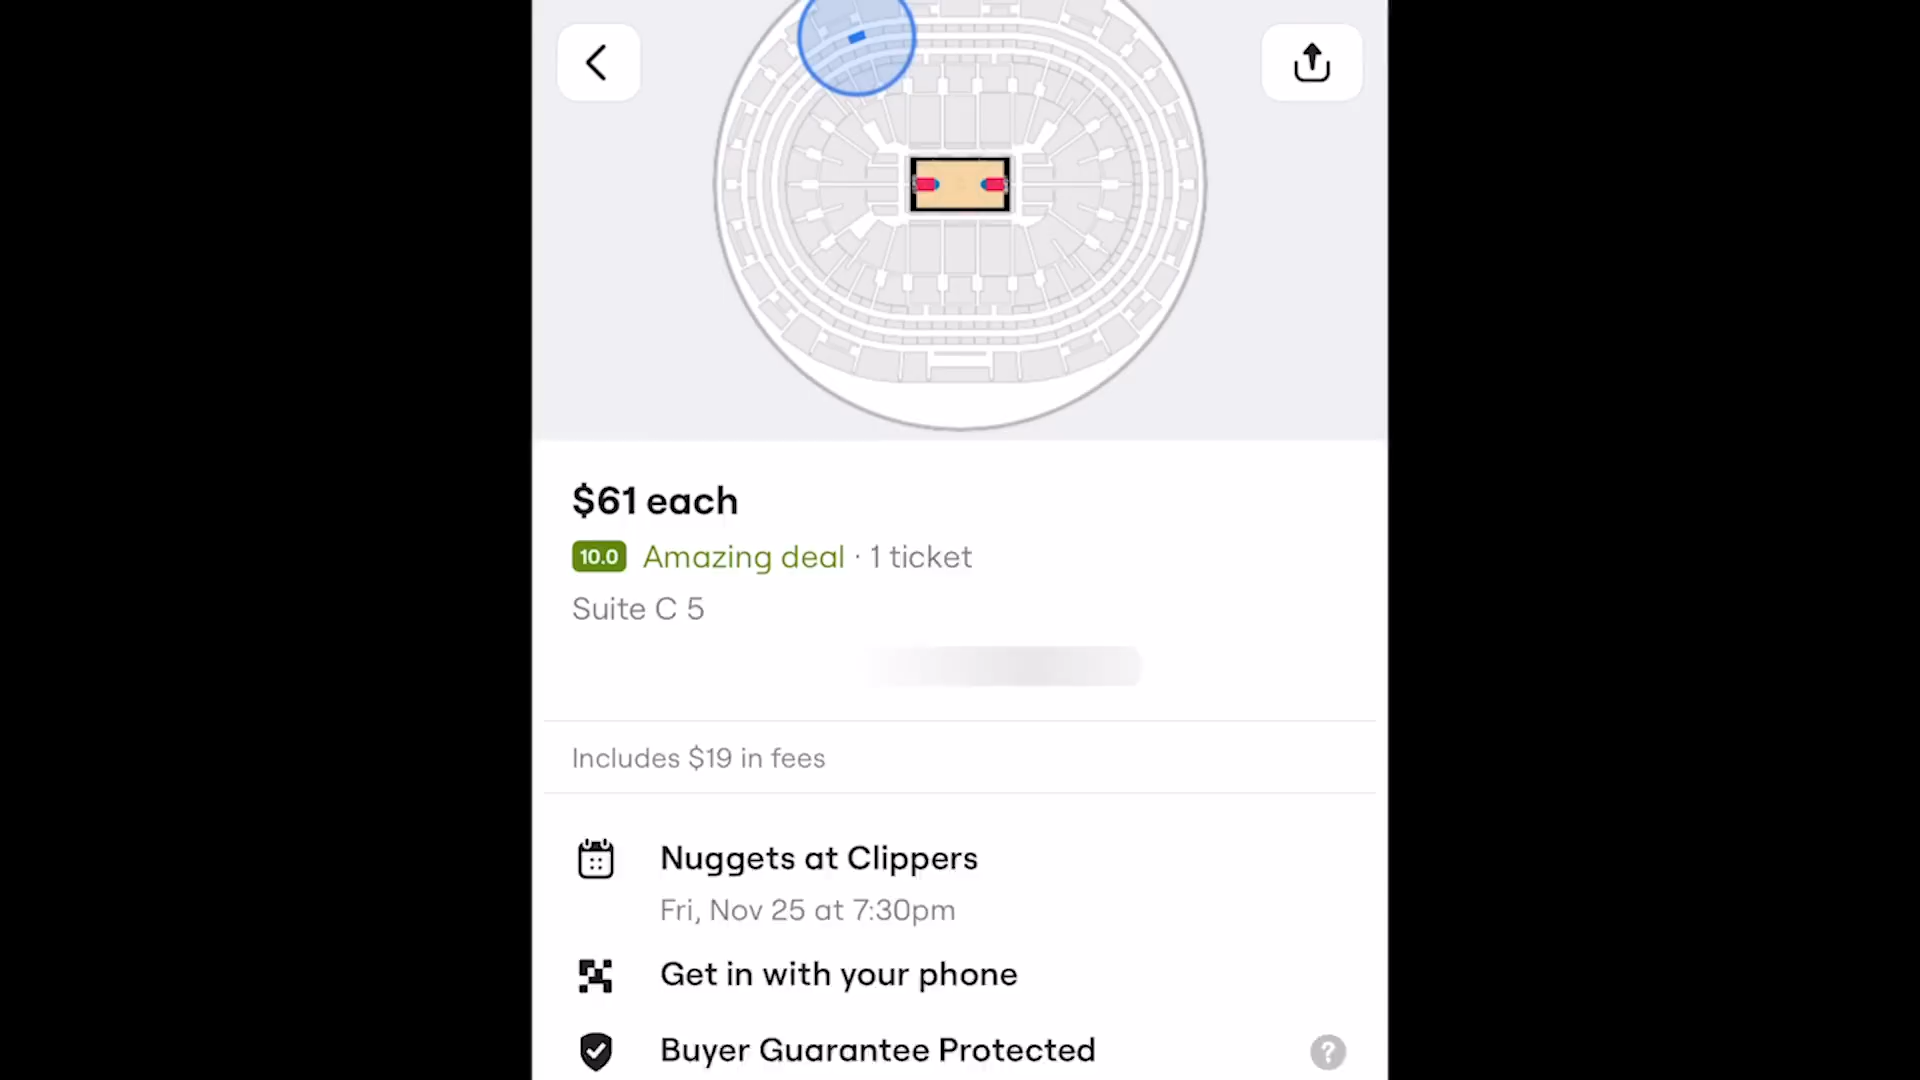 $61 each
10.0 Amazing deal · 1 ticket
Suite C 5
Includes $19 in fees
Nuggets at Clippers
Fri, Nov 25 at 7:30pm
Get in with your phone
Buyer Guarantee Protected ?